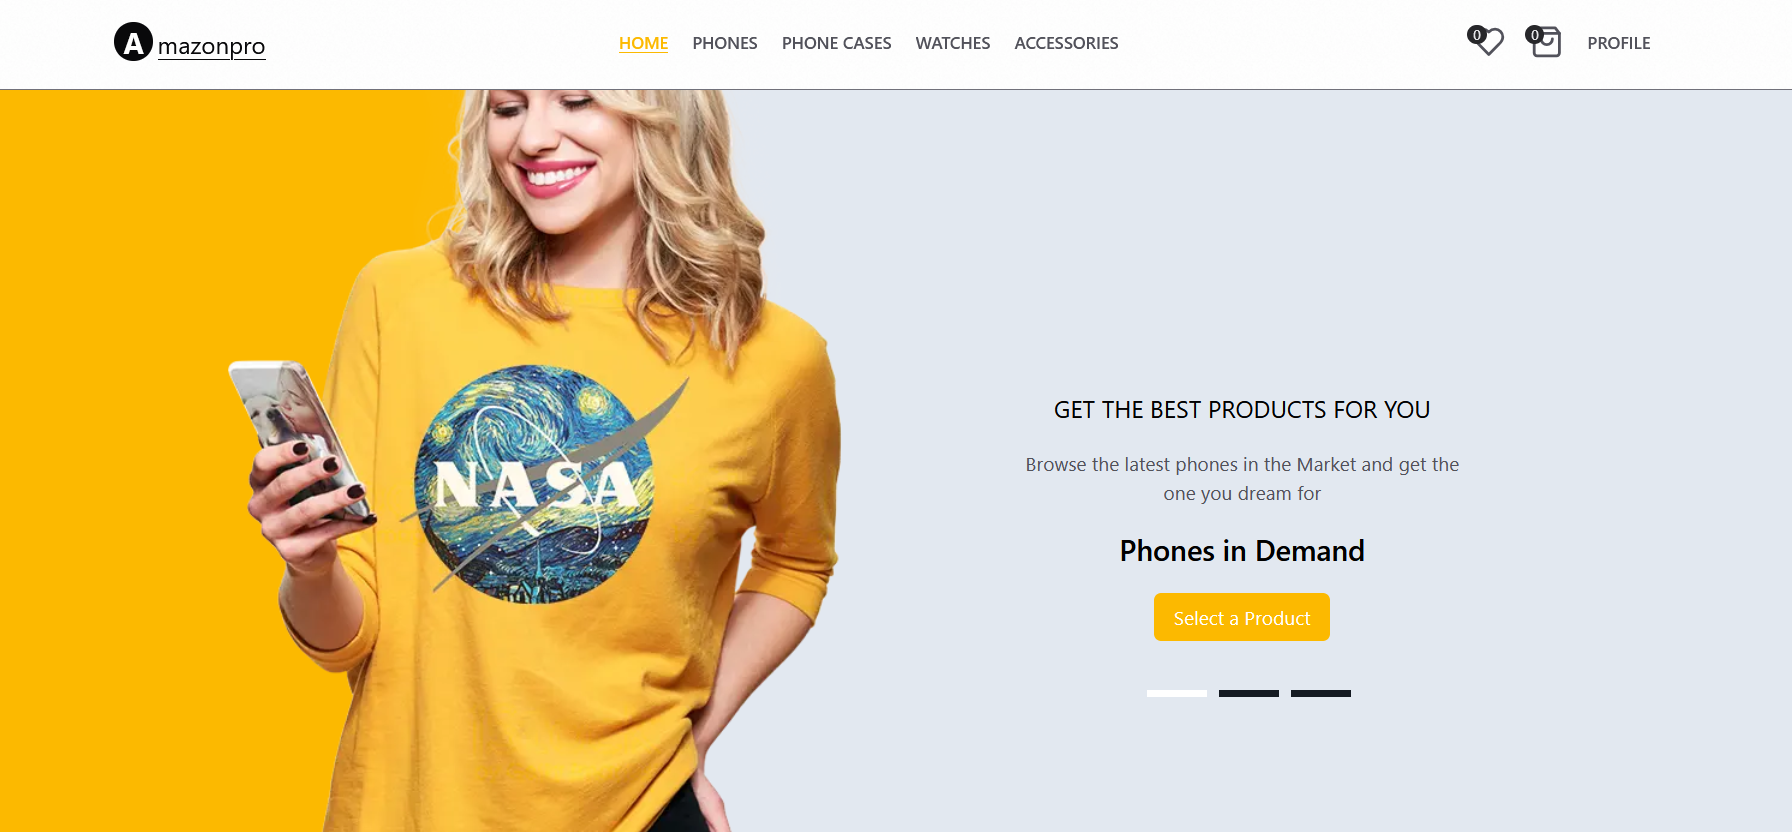 A mazonpro
HOME PHONES PHONE CASES WATCHES ACCESSORIES
0 0 PROFILE
NASA
GET THE BEST PRODUCTS FOR YOU
Browse the latest phones in the Market and get the
one you dream for
Phones in Demand
Select a Product